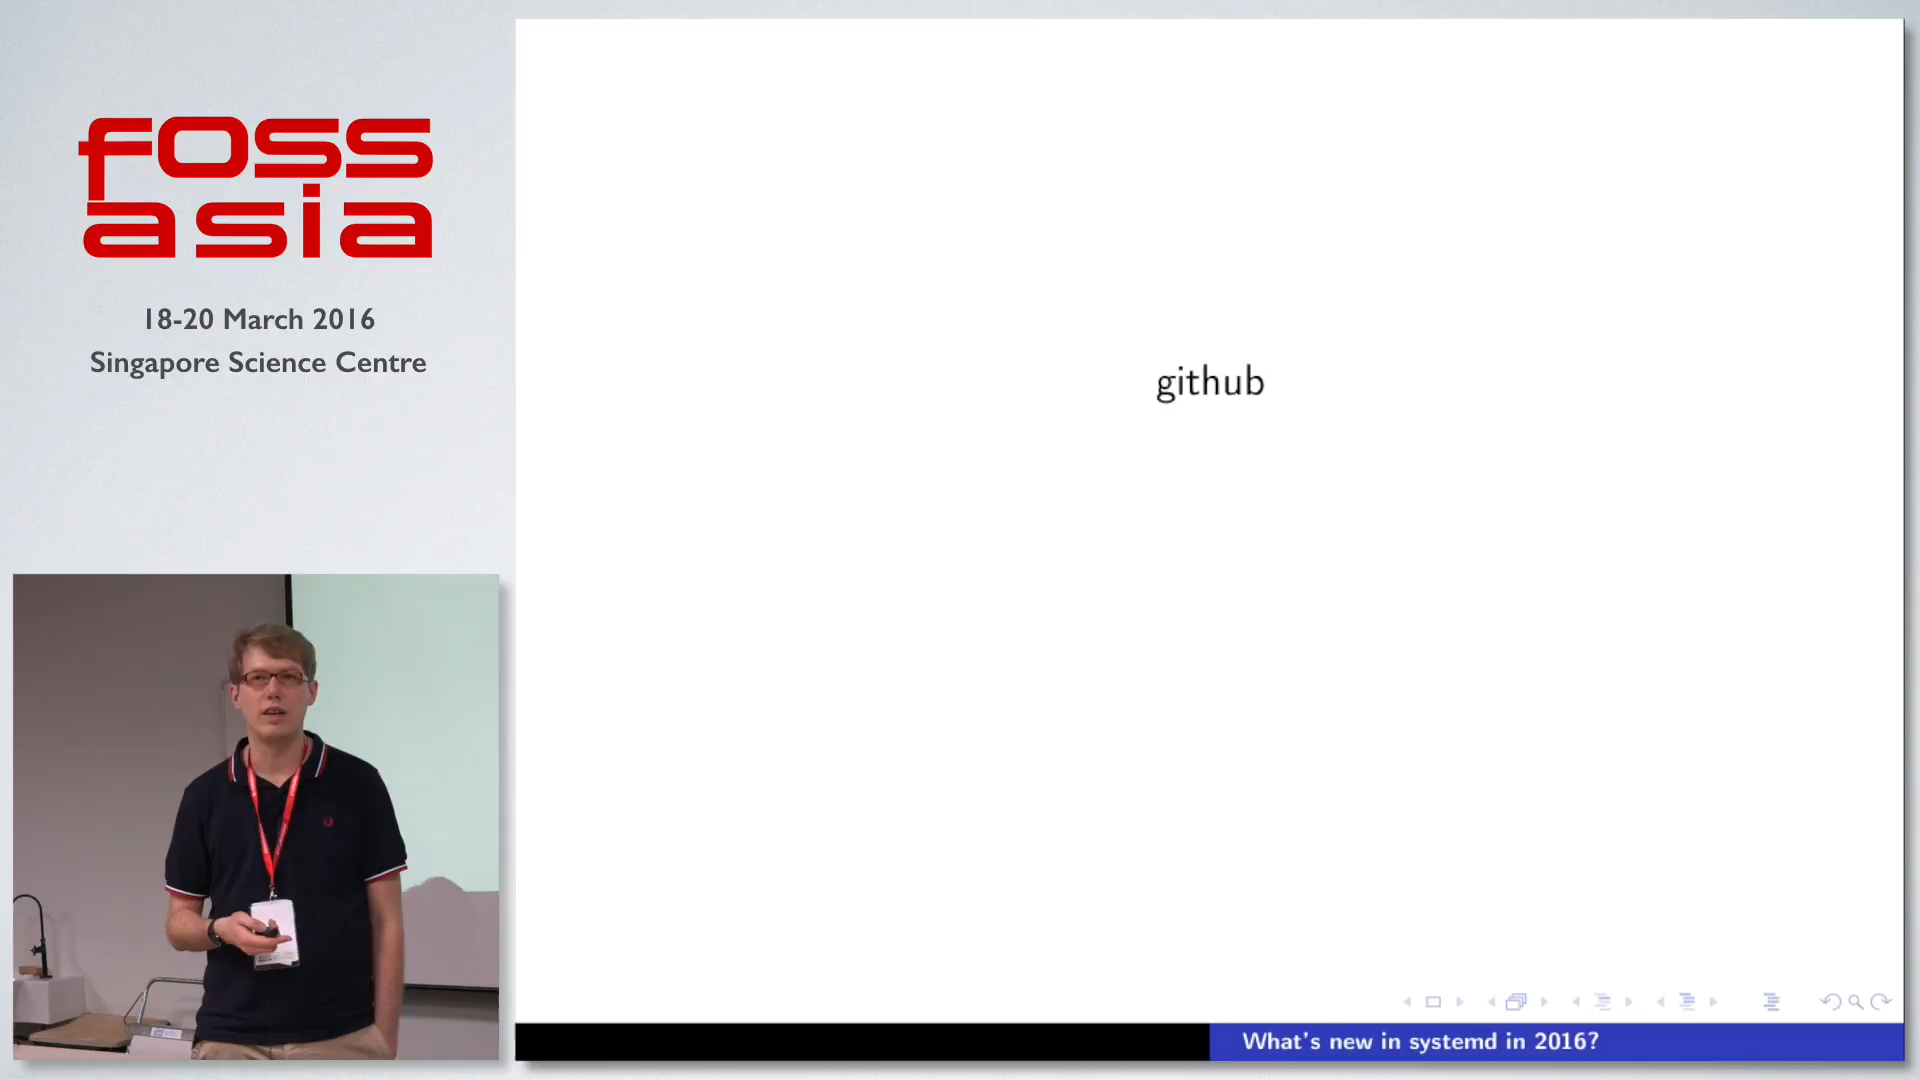 foss
asia
18-20 March 2016
Singapore Science Centre
github
What's new in systemd in 2016?